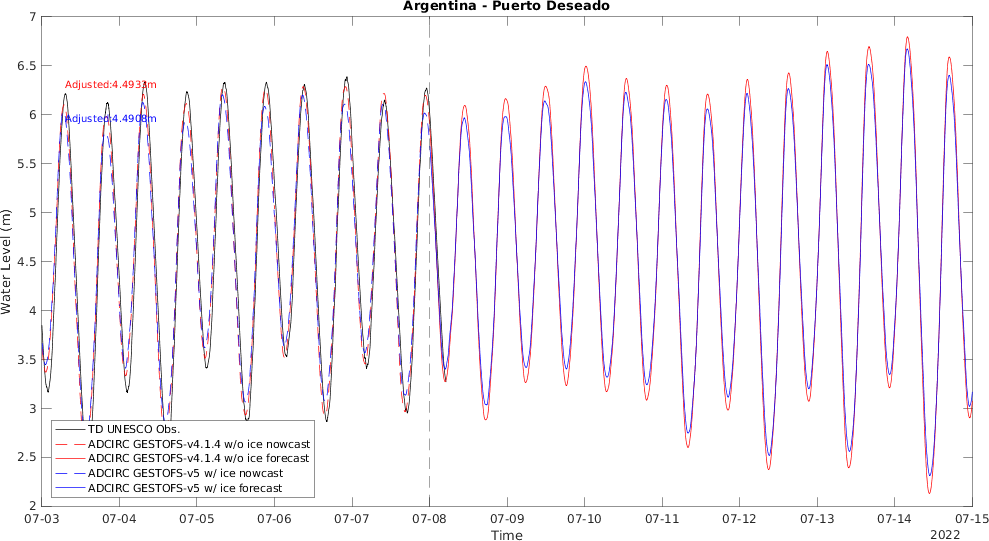 Argentina - Puerto Deseado
Water Level (m)
7
6.5
6
5.5
5
4.5
4
3.5
3
2.5
2
Adjusted:4.4933m
Adjusted:4.4908m
TD UNESCO Obs.
ADCIRC GESTOFS-v4.1.4 w/o ice nowcast
ADCIRC GESTOFS-v4.1.4 w/o ice forecast
ADCIRC GESTOFS-v5 w/ ice nowcast
ADCIRC GESTOFS-v5 w/ ice forecast
07-03 07-04 07-05 07-06 07-07 07-08 07-09 07-10 07-11 07-12 07-13 07-14 07-15
Time
2022